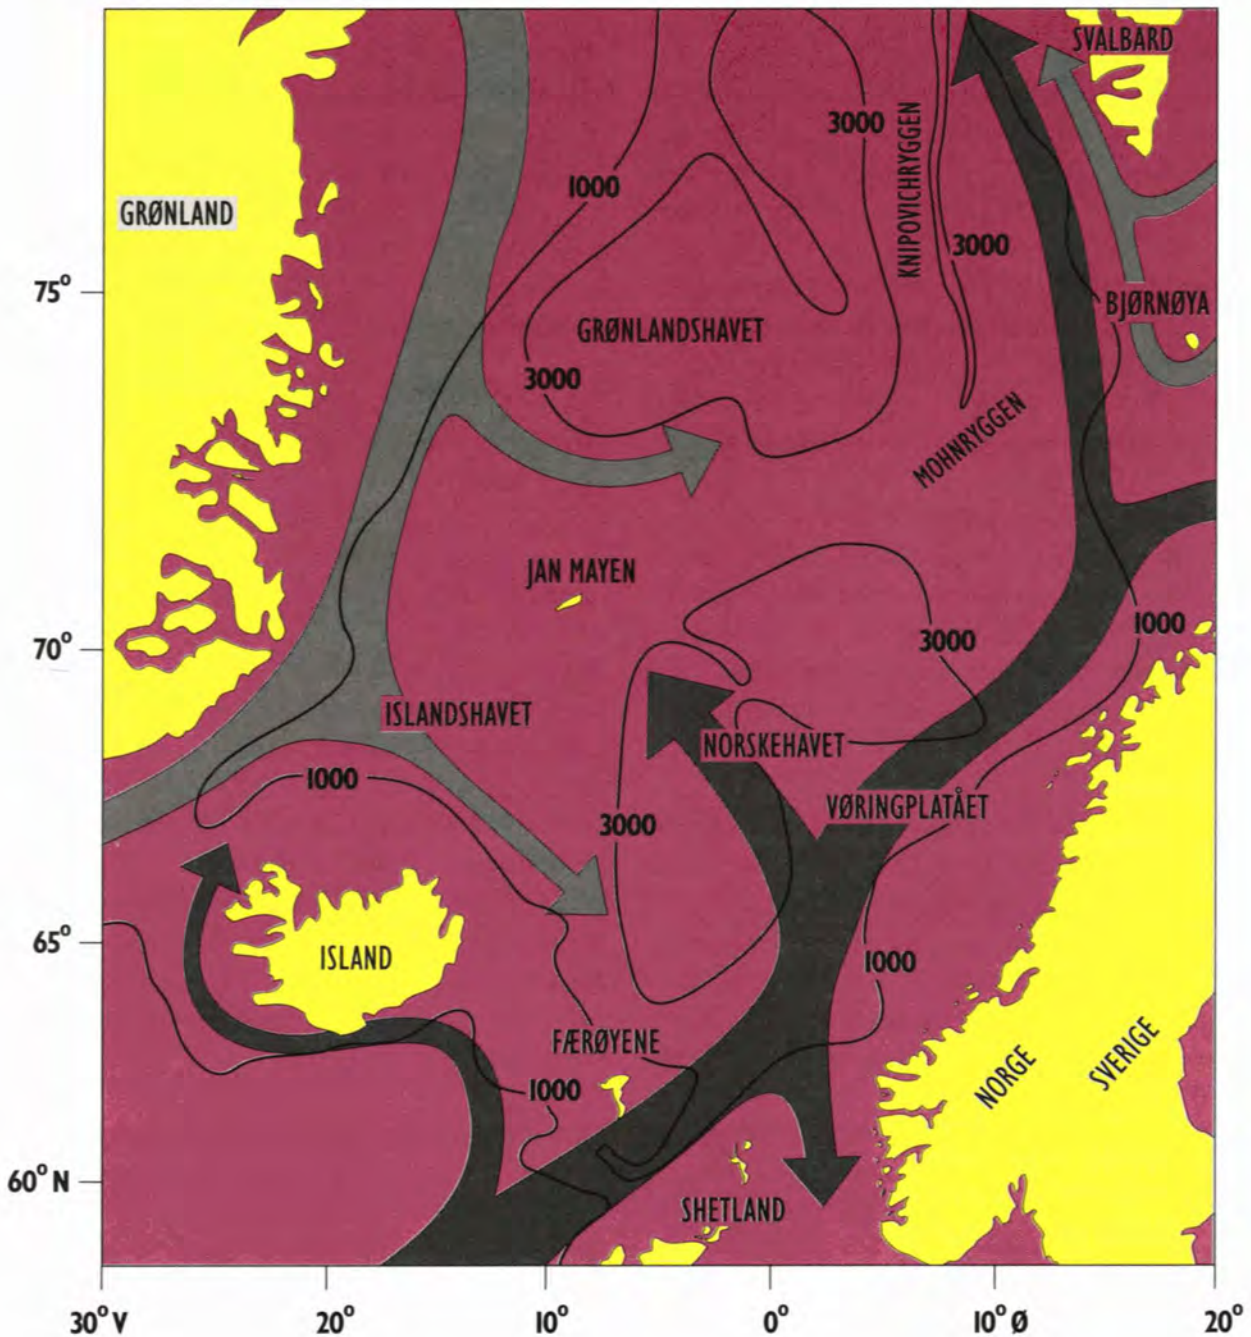 SVALBARD
3000
KNIPOVICHRYGGEN
1000
GRØNLAND
3000
75°
BJØRNØYA
GRØNLANDSHAVET
3000
MOHNRYGGEN
JAN MAYEN
70°
1000
3000
ISLANDSHAVET
NORSKEHAVET
1000
VØRINGPLATÅET
3000
65°
ISLAND
1000
FÆRØYENE
NORGE
SVERIGE
1000
60° N
SHETLAND
30° V
20°
10°
0°
10° Ø
20°